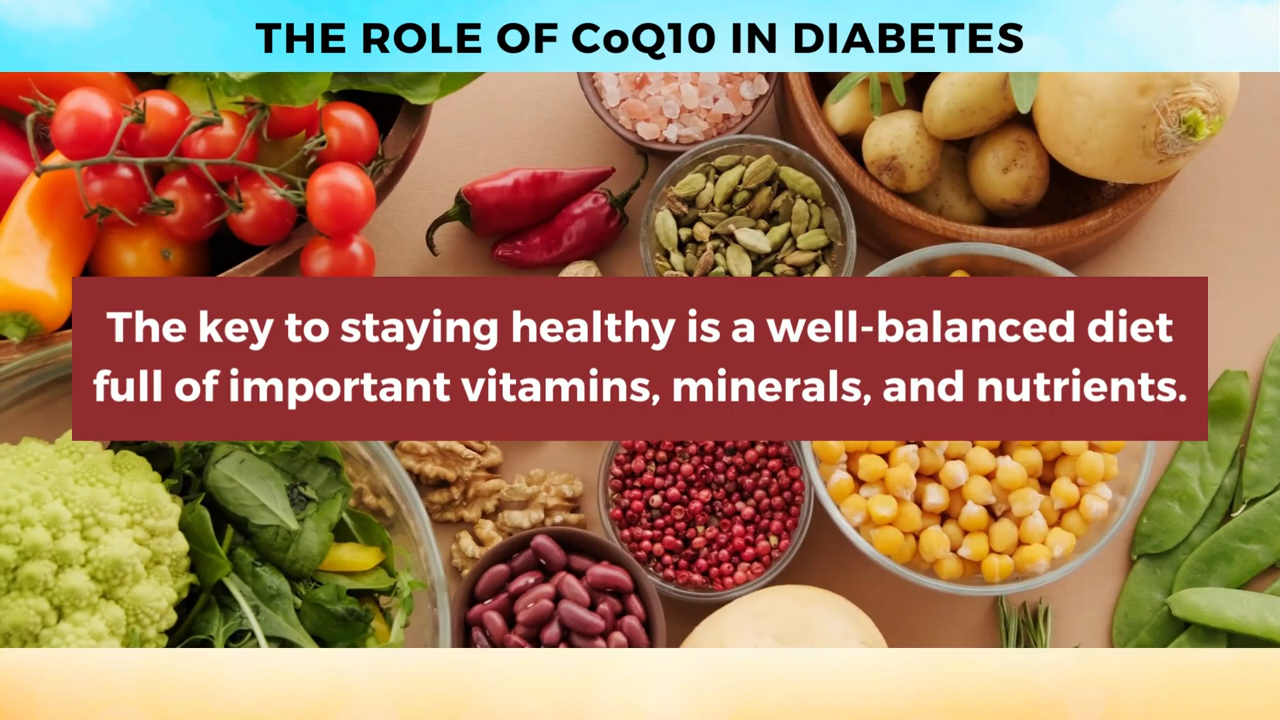 THE ROLE OF CoQ10 IN DIABETES
The key to staying healthy is a well-balanced diet
full of important vitamins, minerals, and nutrients.